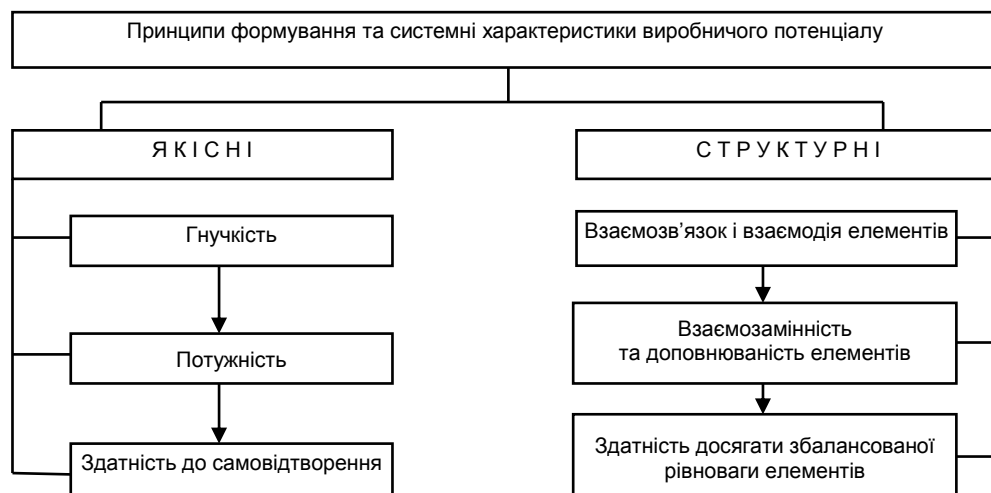 Принципи формування та системні характеристики виробничого потенціалу
Я К І С Н І
С Т Р У К Т У Р Н І
Гнучкість
Взаємозв’язок і взаємодія елементів
Потужність
Взаємозамінність
та доповнюваність елементів
Здатність до самовідтворення
Здатність досягати збалансованої
рівноваги елементів